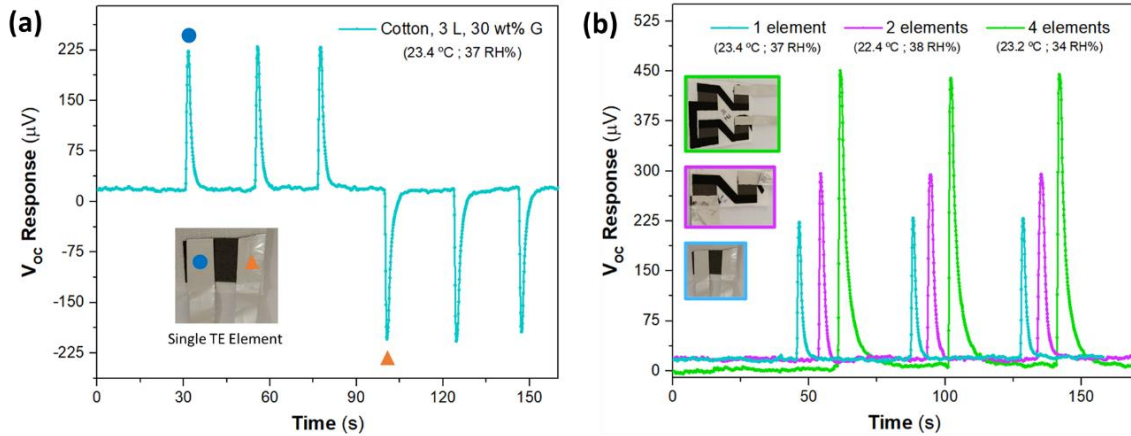 (a)
Cotton, 3 L, 30 wt% G
(23.4 ºC ; 37 RH%)
225
150
75
0
-75
-150
-225
V_OC Response (µV)
Single TE Element
0 30 60 90 120 150
Time (s)
(b)
1 element 2 elements 4 elements
(23.4 ºC ; 37 RH%) (22.4 ºC ; 38 RH%) (23.2 ºC ; 34 RH%)
525
450
375
300
225
150
75
0
V_OC Response (µV)
0 50 100 150
Time (s)